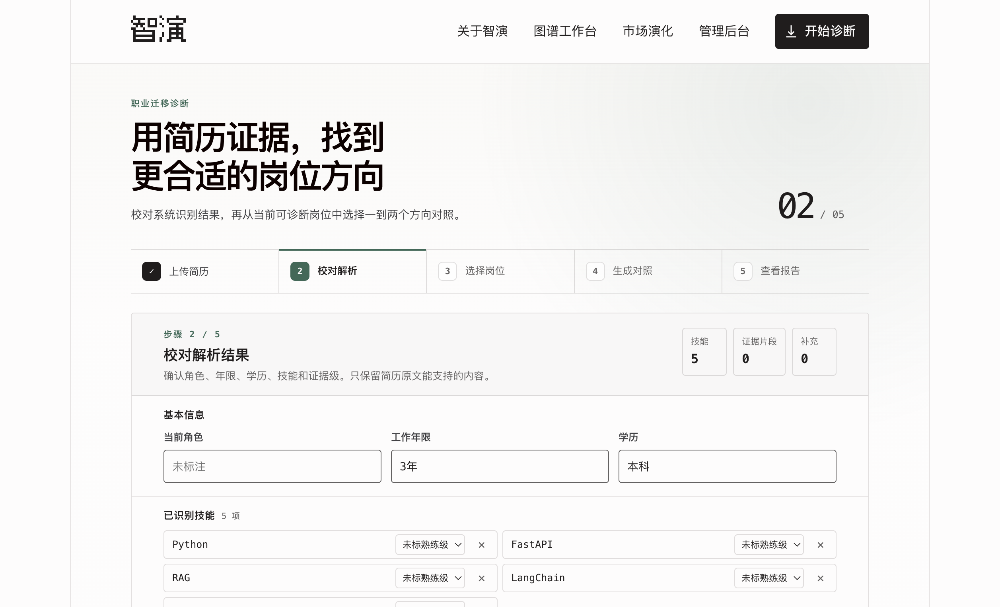 智演
关于智演 图谱工作台 市场演化 管理后台 开始诊断
职业迁移诊断
用简历证据，找到
更合适的岗位方向
校对系统识别结果，再从当前可诊断岗位中选择一到两个方向对照。
02 / 05
✓ 上传简历 2 校对解析 3 选择岗位 4 生成对照 5 查看报告
步骤 2 / 5
校对解析结果
确认角色、年限、学历、技能和证据级。只保留简历原文能支持的内容。
技能 证据片段 补充
5 0 0
基本信息
当前角色 工作年限 学历
未标注 3年 本科
已识别技能 5 项
Python 未标熟练级 × FastAPI 未标熟练级 ×
RAG 未标熟练级 × LangChain 未标熟练级 ×